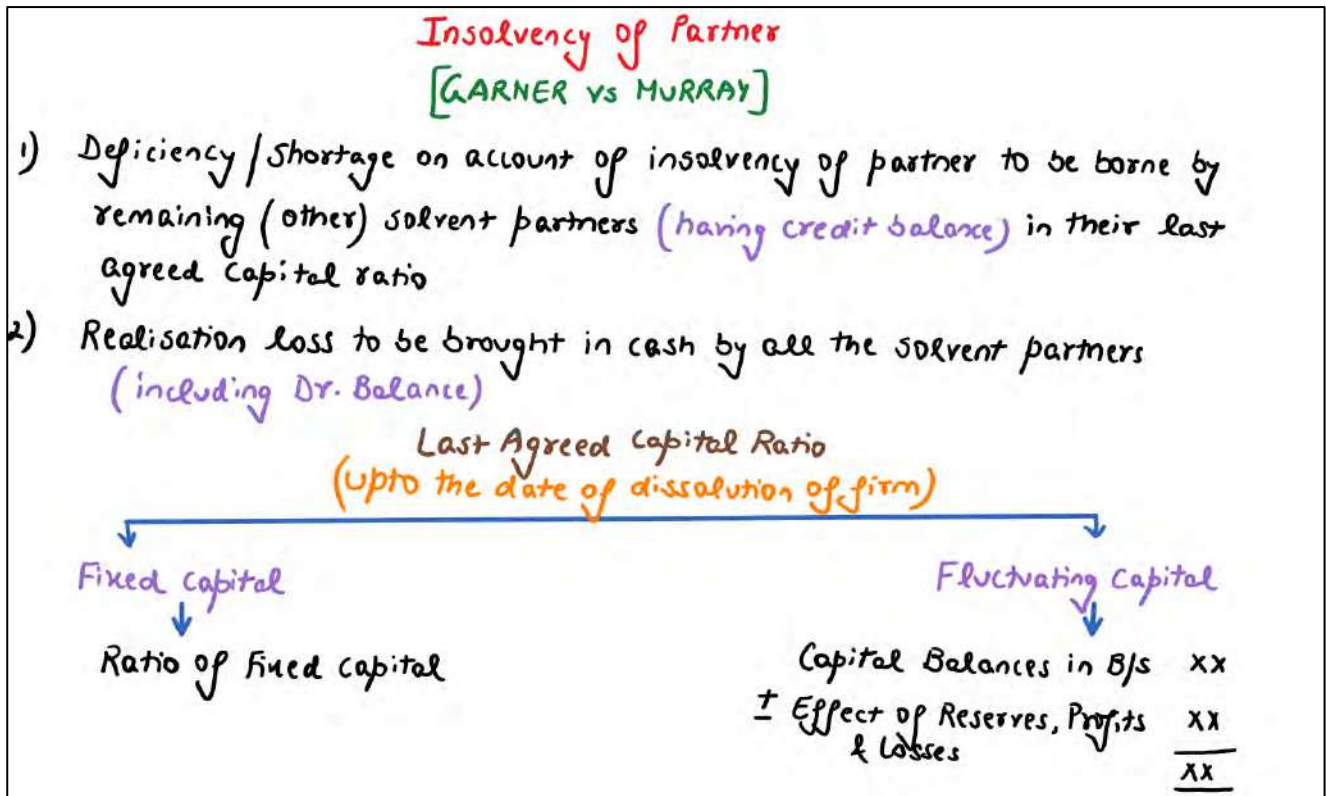 Insolvency of Partner
[GARNER vs MURRAY]
1) Deficiency / Shortage on account of insolvency of partner to be borne by
remaining (other) solvent partners (having credit balance) in their last
agreed capital ratio
2) Realisation loss to be brought in cash by all the solvent partners
(including Dr. Balance)
Last Agreed Capital Ratio
(upto the date of dissolution of firm)
Fixed capital
Fluctuating Capital
Ratio of Fixed capital
Capital Balances in B/s xx
± Effect of Reserves, Profits xx
& Losses
xx